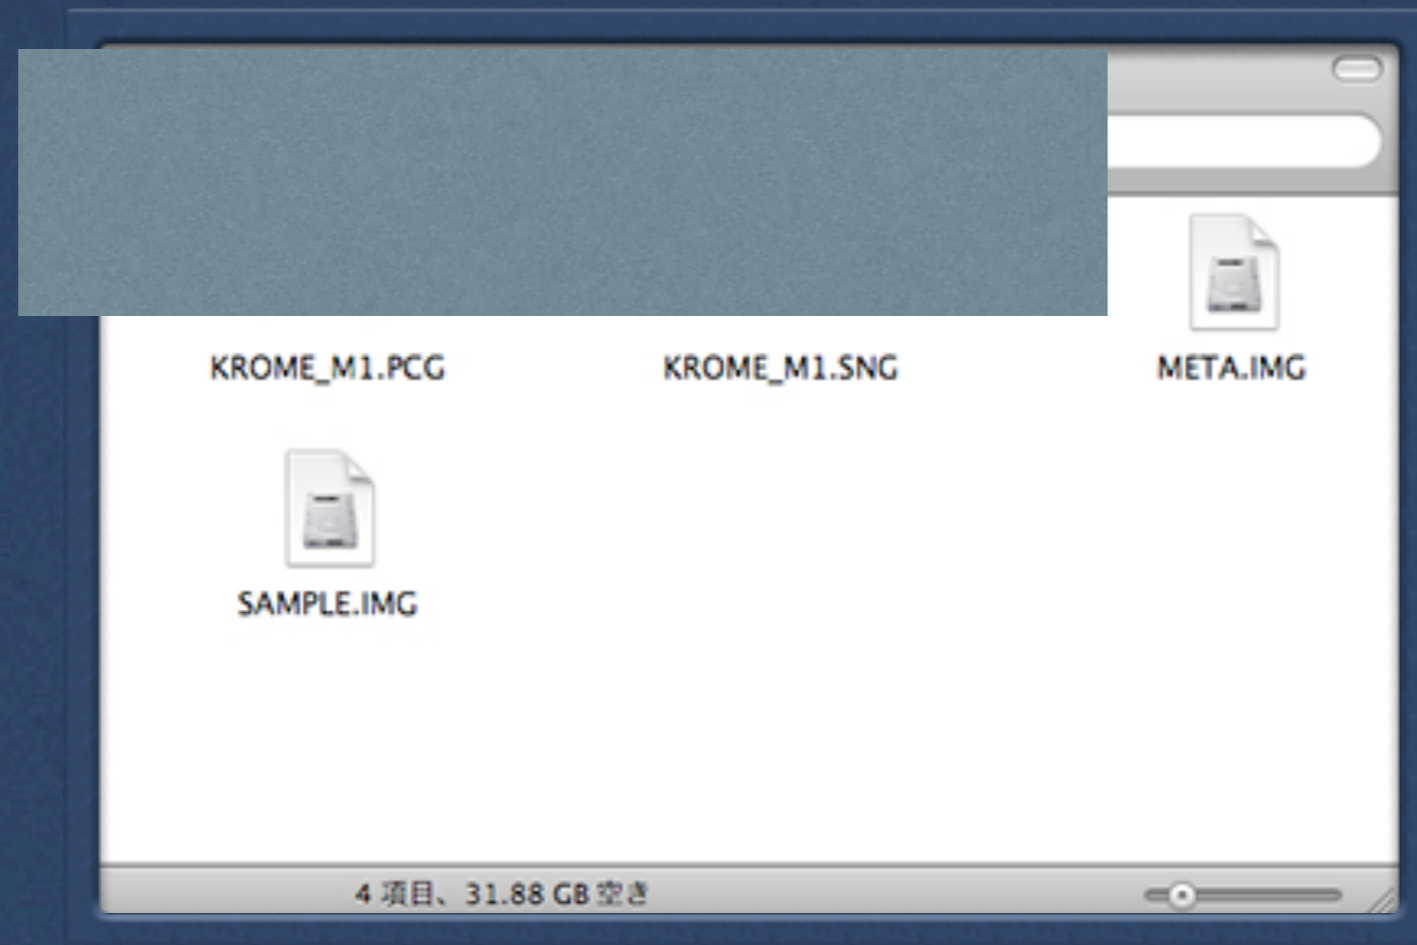 KROME_M1.PCG
KROME_M1.SNG
META.IMG
SAMPLE.IMG
4 項目、31.88 GB 空き